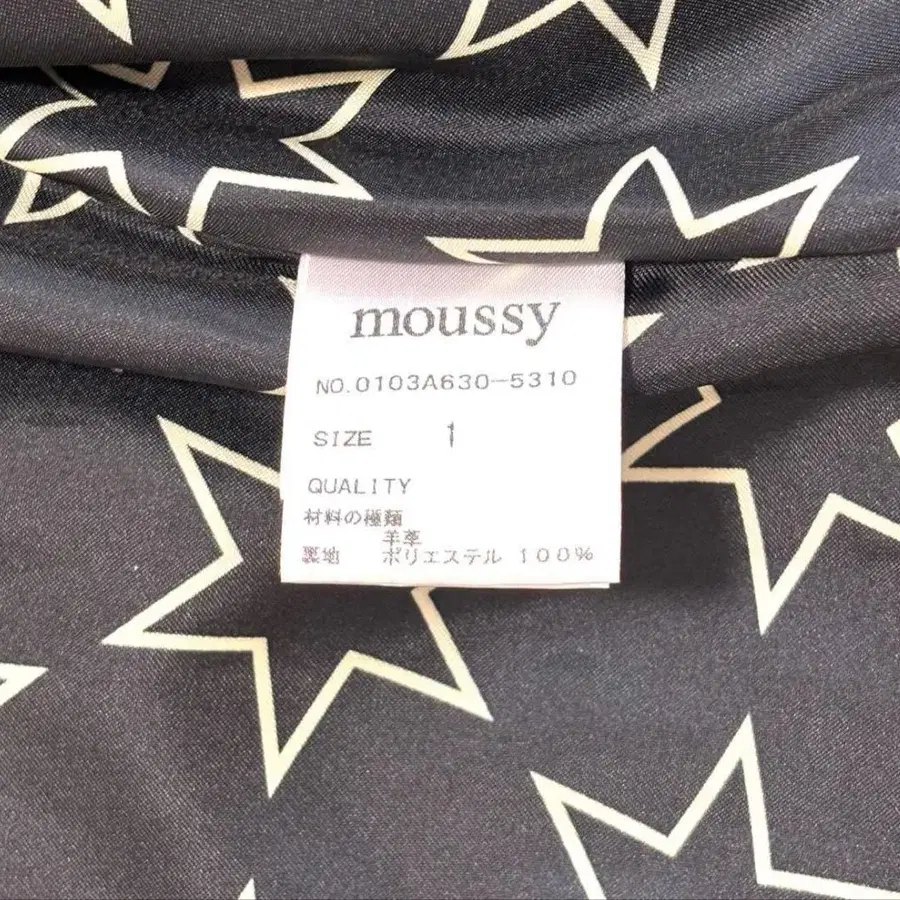 moussy
NO.0103A630-5310
SIZE 1
QUALITY
材料の種類
羊革
裏地 ポリエステル 100%